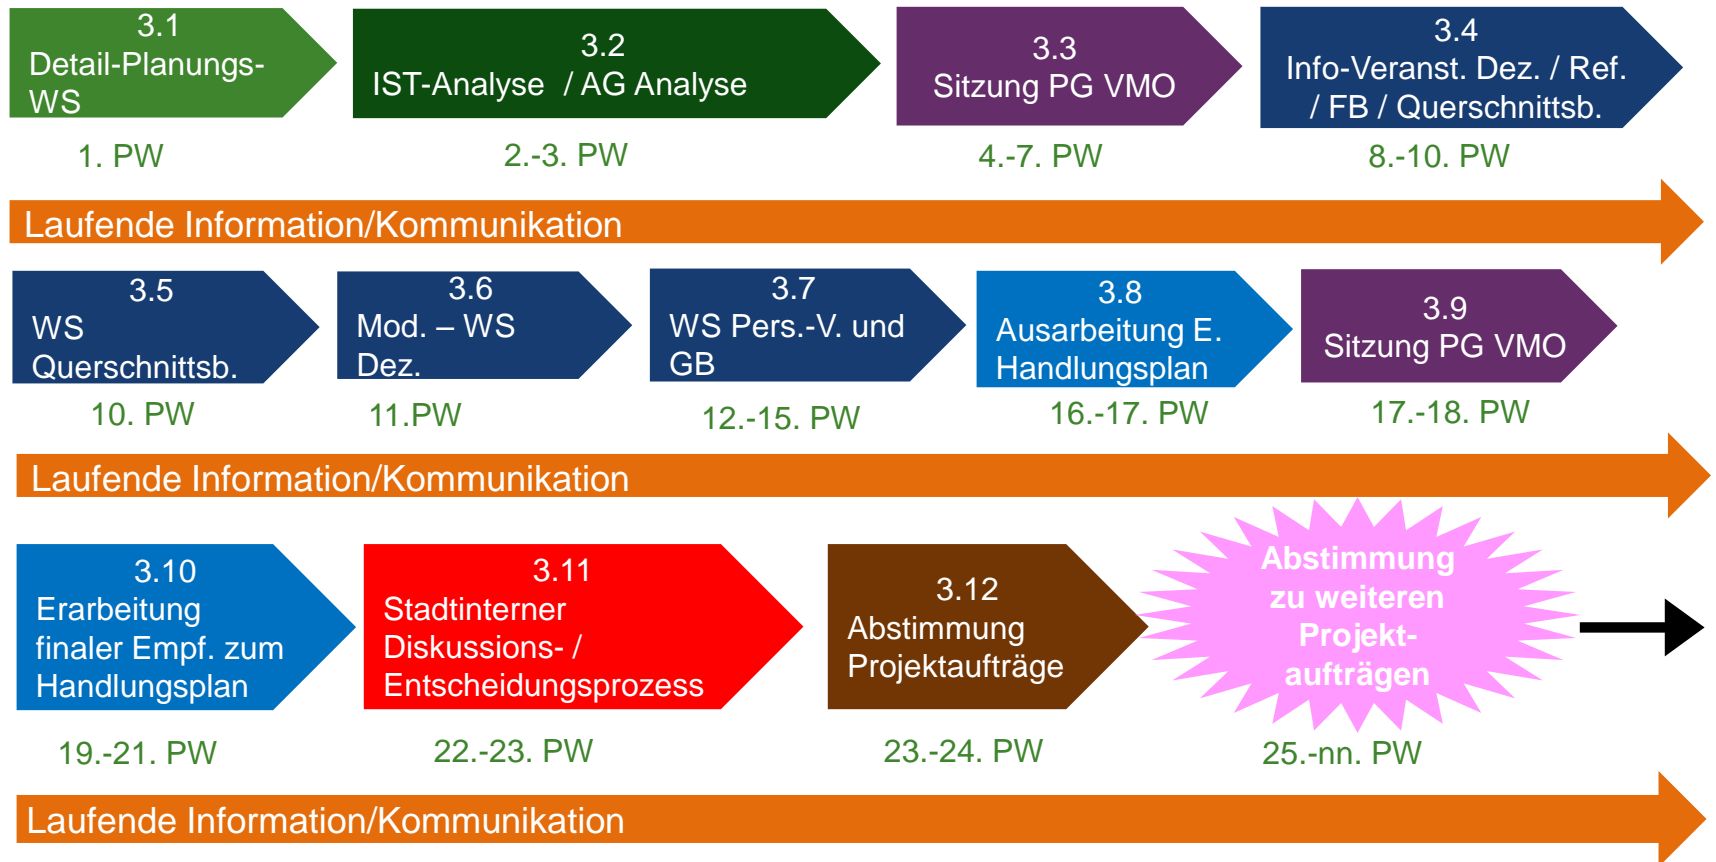 3.1
Detail-Planungs-
WS
3.2
IST-Analyse / AG Analyse
3.3
Sitzung PG VMO
3.4
Info-Veranst. Dez. / Ref.
/ FB / Querschnittsb.
1. PW
2.-3. PW
4.-7. PW
8.-10. PW
Laufende Information/Kommunikation
3.5
WS
Querschnittsb.
3.6
Mod. – WS
Dez.
3.7
WS Pers.-V. und
GB
3.8
Ausarbeitung E.
Handlungsplan
3.9
Sitzung PG VMO
10. PW
11.PW
12.-15. PW
16.-17. PW
17.-18. PW
Laufende Information/Kommunikation
3.10
Erarbeitung
finaler Empf. zum
Handlungsplan
3.11
Stadtinterner
Diskussions- /
Entscheidungsprozess
3.12
Abstimmung
Projektaufträge
Abstimmung
zu weiteren
Projekt-
aufträgen
19.-21. PW
22.-23. PW
23.-24. PW
25.-nn. PW
Laufende Information/Kommunikation